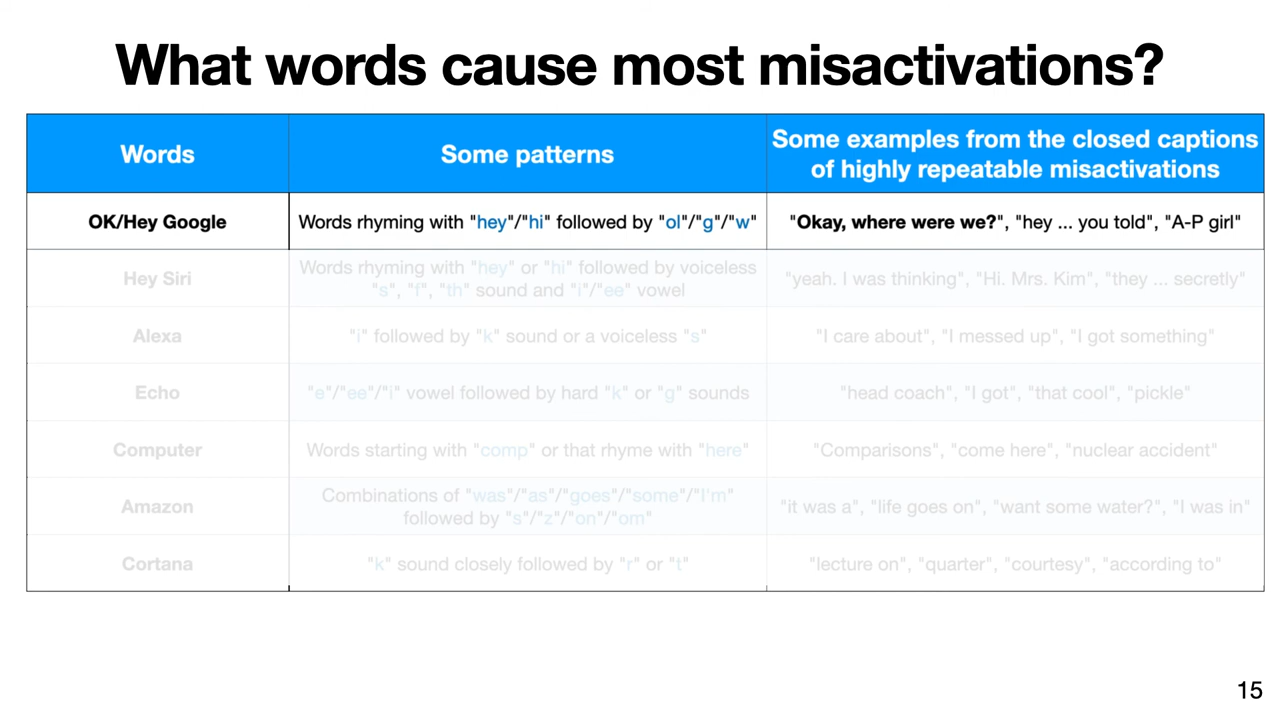 What words cause most misactivations?
Words
Some patterns
Some examples from the closed captions
of highly repeatable misactivations
OK/Hey Google
Words rhyming with "hey"/"hi" followed by "ol"/"g"/"w"
"Okay, where were we?", "hey ... you told", "A-P girl"
Hey Siri
Words rhyming with "hey" or "hi" followed by voiceless
"s", "f", "th" sound and "i"/"ee" vowel
"yeah. I was thinking", "Hi. Mrs. Kim", "they ... secretly"
Alexa
"i" followed by "k" sound or a voiceless "s"
"I care about", "I messed up", "I got something"
Echo
"e"/"ee"/"i" vowel followed by hard "k" or "g" sounds
"head coach", "I got", "that cool", "pickle"
Computer
Words starting with "comp" or that rhyme with "here"
"Comparisons", "come here", "nuclear accident"
Amazon
Combinations of "was"/"as"/"goes"/"some"/"I'm"
followed by "s"/"z"/"on"/"om"
"it was a", "life goes on", "want some water?", "I was in"
Cortana
"k" sound closely followed by "r" or "t"
"lecture on", "quarter", "courtesy", "according to"
15